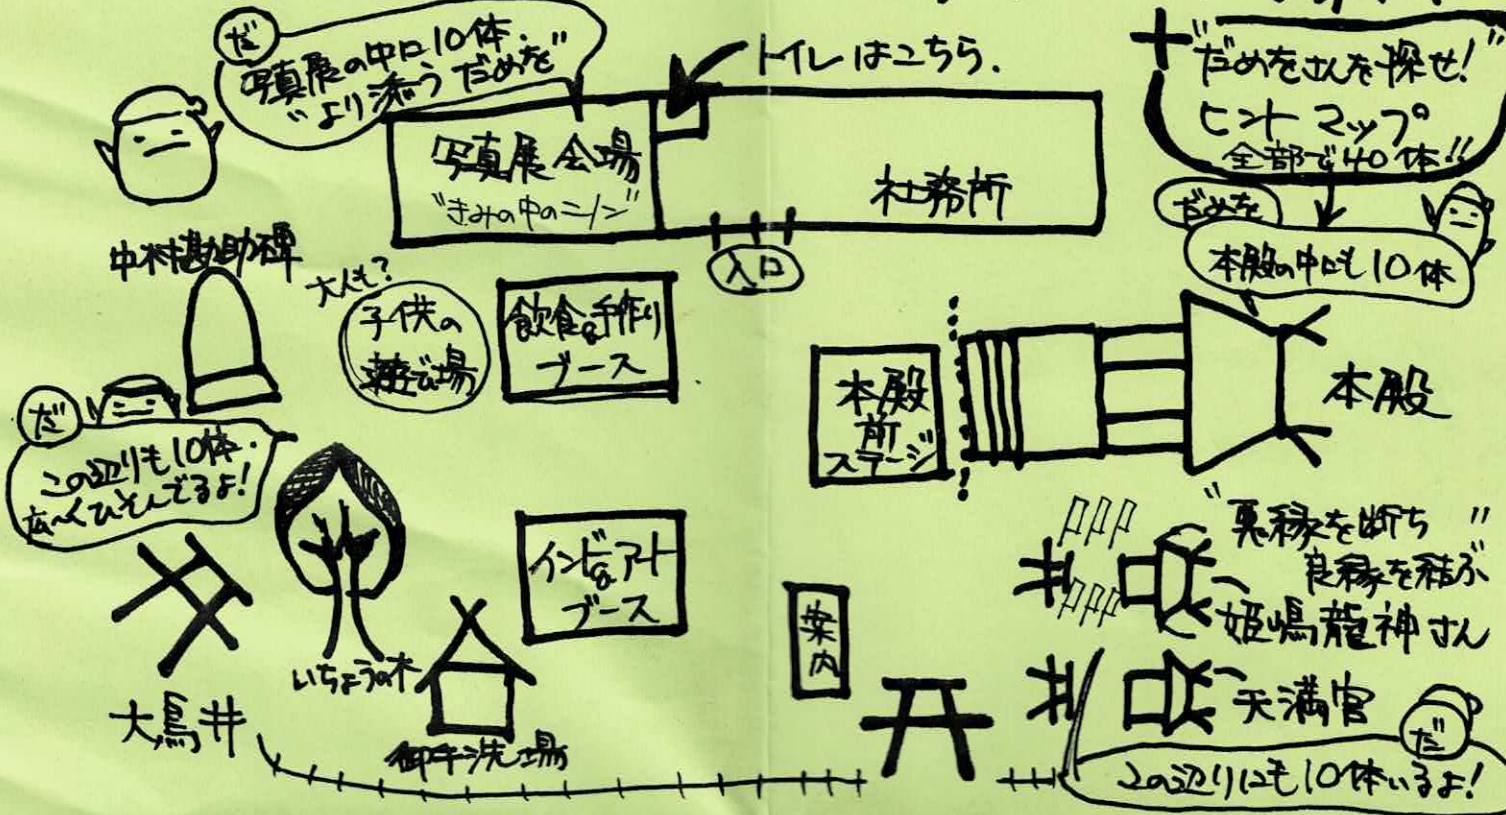 だ
写真展の中に10体.
"より添う だめを"
トイレはこちら.
"だめをさんを探せ!"
ヒント マップ
全部で40体!!
写真展会場
"きみの中のニノン"
社務所
入口
だめを
本殿の中にも10体
中村勘助碑
大人も?
子供の
遊び場
飲食&手作り
ブース
本殿
前
ステージ
本殿
だ
この辺りも10体.
広〜くひそんでるよ!
インド&アート
ブース
"悪縁を断ち
良縁を結ぶ"
姫嶋龍神さん
案内
いちょうの木
天満宮
大鳥井
御手洗場
だ
この辺りにも10体いるよ!